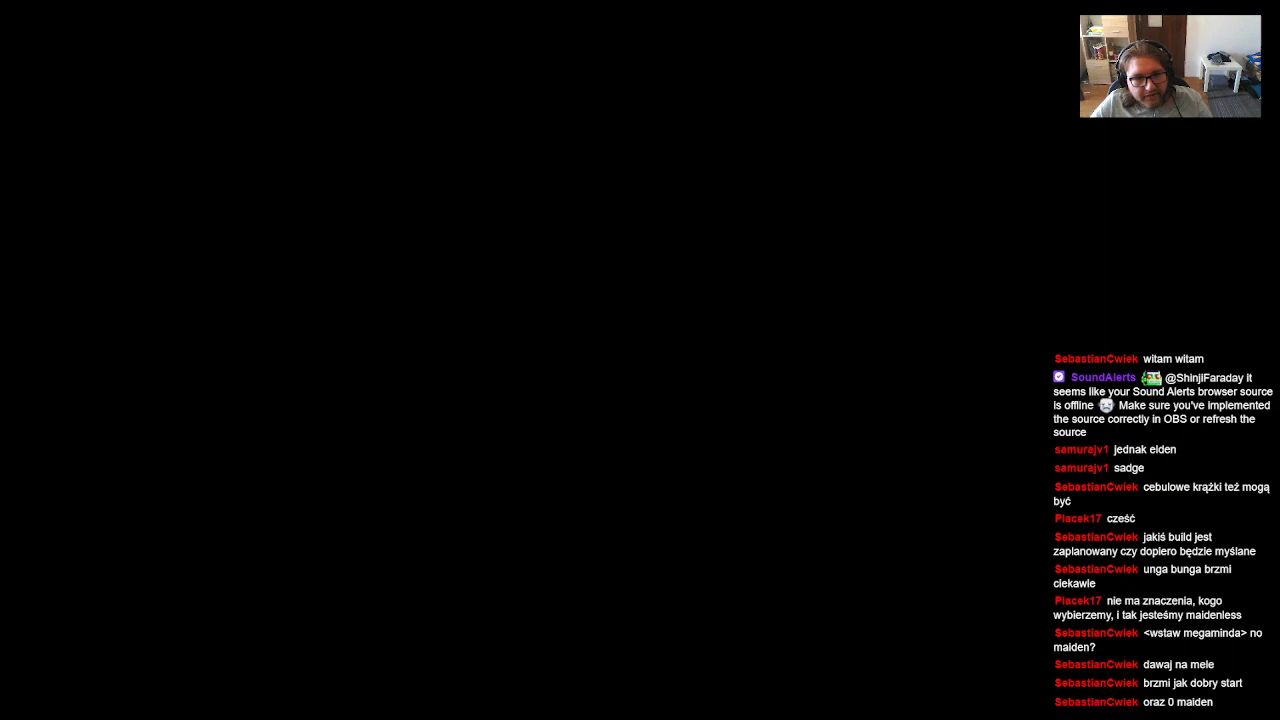 SebastianCwiek witam witam
SoundAlerts @ShinjiFaraday it
seems like your Sound Alerts browser source
is offline Make sure you've implemented
the source correctly in OBS or refresh the
source
samurajv1 jednak elden
samurajv1 sadge
SebastianCwiek cebulowe krążki też mogą
być
Placek17 cześć
SebastianCwiek jakiś build jest
zaplanowany czy dopiero będzie myślane
SebastianCwiek unga bunga brzmi
ciekawie
Placek17 nie ma znaczenia, kogo
wybierzemy, i tak jesteśmy maidenless
SebastianCwiek <wstaw megaminda> no
maiden?
SebastianCwiek dawaj na mele
SebastianCwiek brzmi jak dobry start
SebastianCwiek oraz 0 maiden